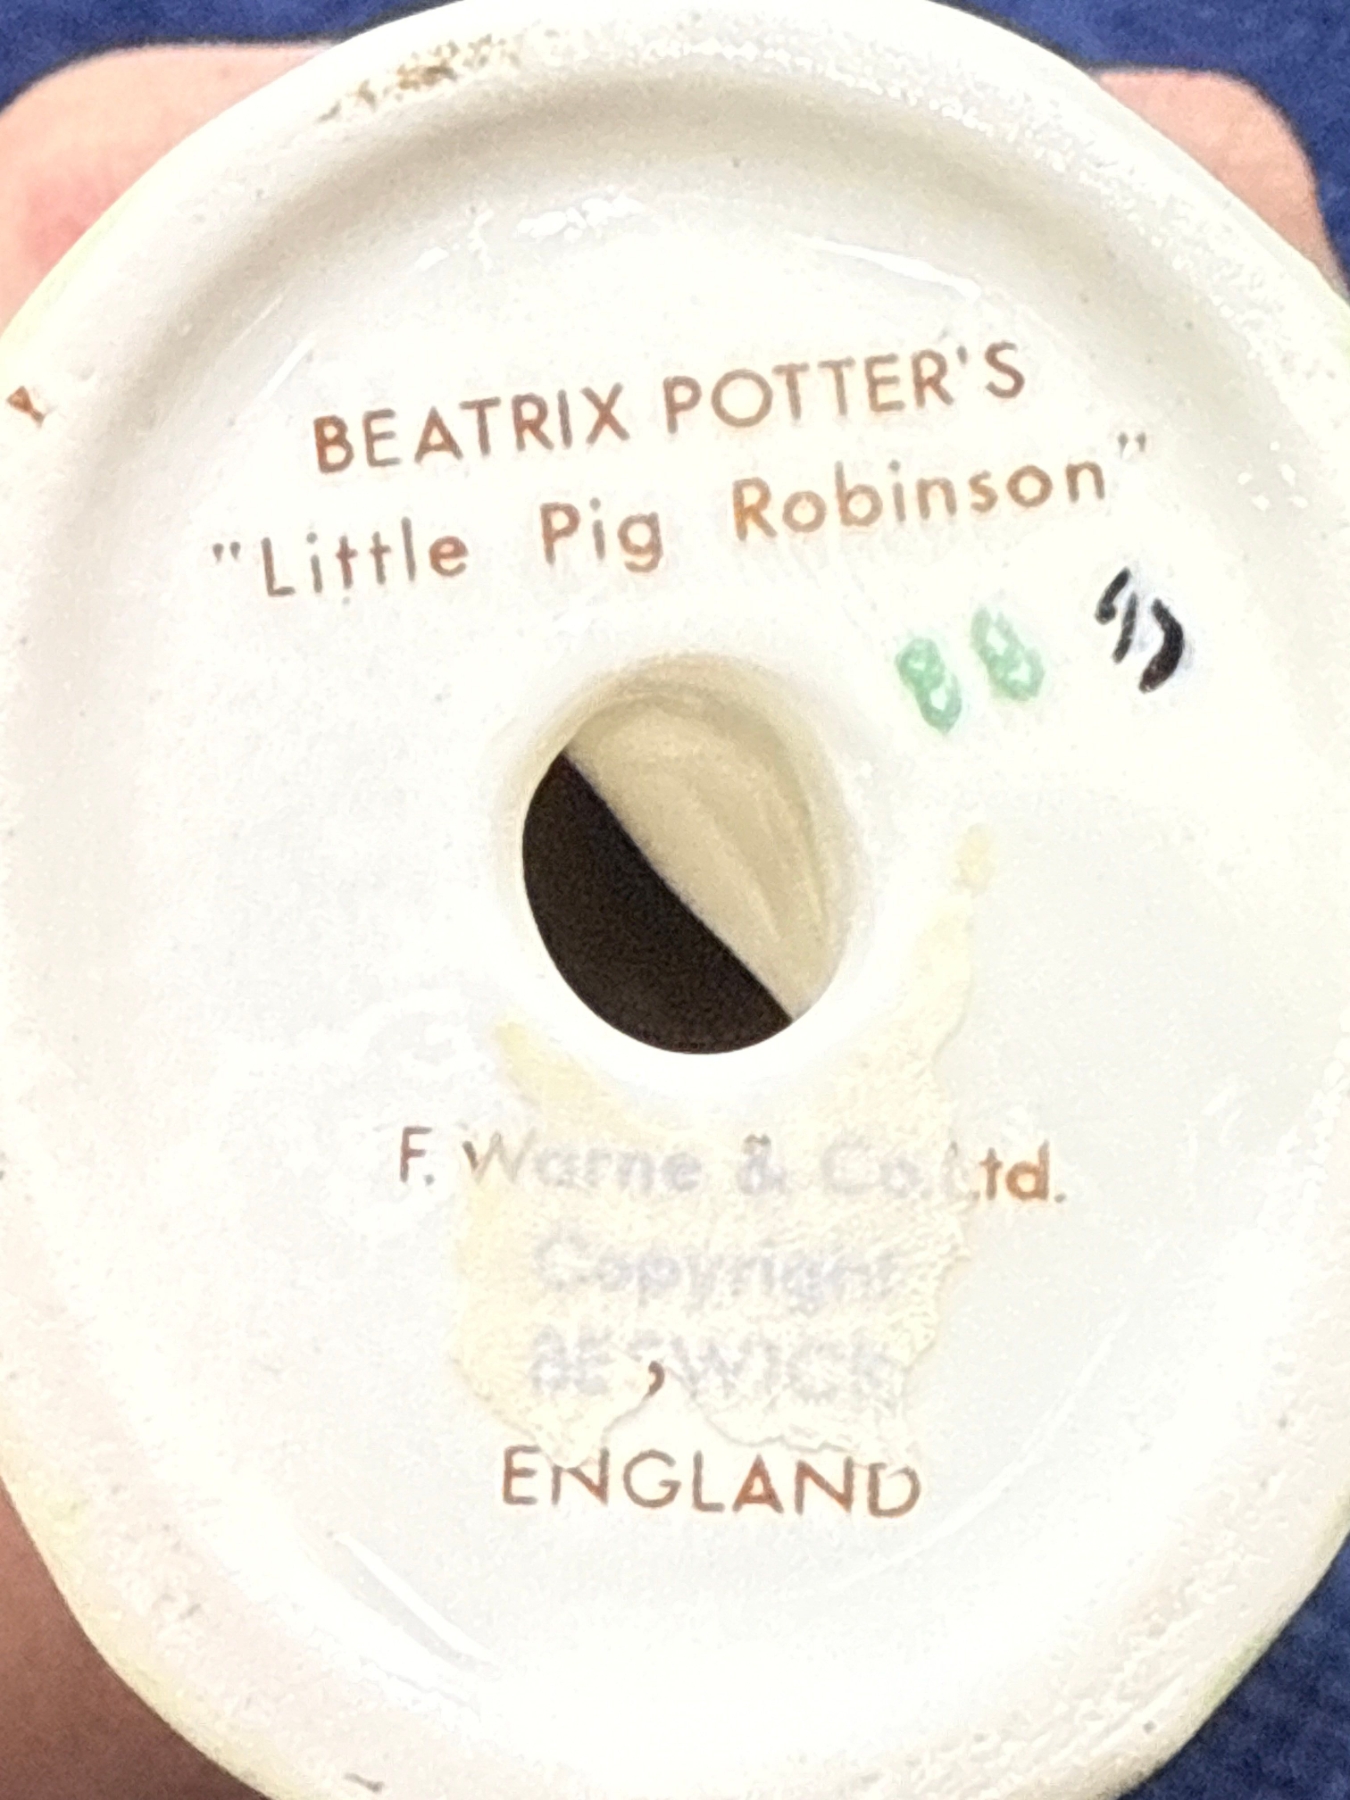 BEATRIX POTTER'S
"Little Pig Robinson"
88
F. Warne & Co. Ltd.
Copyright
BESWICK
ENGLAND